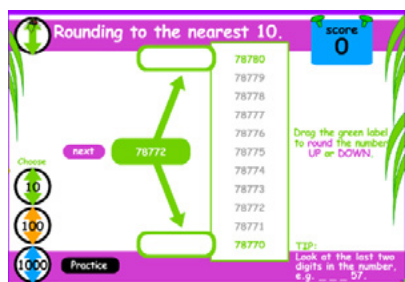 Rounding to the nearest 10.
score
0
78780
78779
78778
78777
78776
78775
78774
78773
78772
78771
78770
next
78772
Drag the green label
to round the number
UP or DOWN.
Choose
10
100
1000
Practice
TIP:
Look at the last two
digits in the number,
e.g. _ _ _ 57.